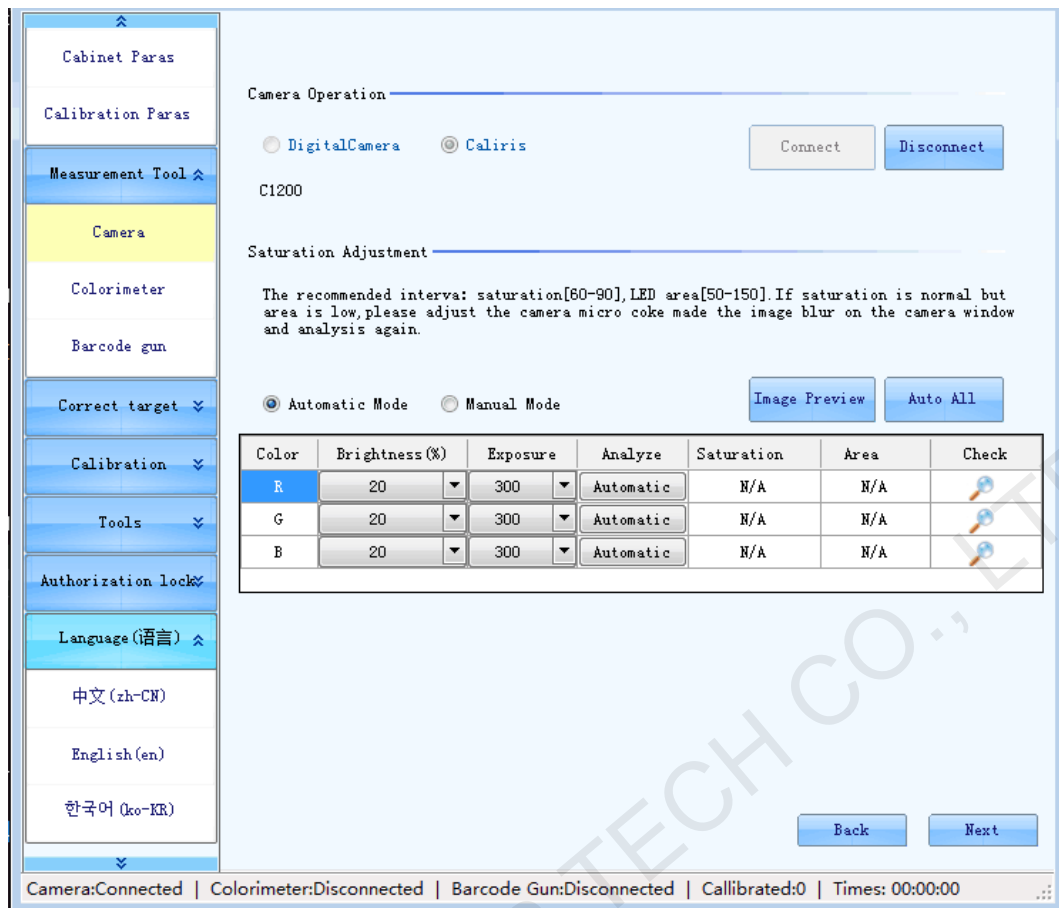 Cabinet Paras
Calibration Paras
Measurement Tool
Camera
Colorimeter
Barcode gun
Correct target
Calibration
Tools
Authorization lock
Language(语言)
中文(zh-CN)
English(en)
한국어(ko-KR)
Camera Operation
DigitalCamera Caliris Connect Disconnect
C1200
Saturation Adjustment
The recommended interva: saturation[60-90],LED area[50-150].If saturation is normal but
area is low,please adjust the camera micro coke made the image blur on the camera window
and analysis again.
Automatic Mode Manual Mode Image Preview Auto All
Color Brightness(%) Exposure Analyze Saturation Area Check
R 20 300 Automatic N/A N/A
G 20 300 Automatic N/A N/A
B 20 300 Automatic N/A N/A
Back Next
Camera:Connected | Colorimeter:Disconnected | Barcode Gun:Disconnected | Callibrated:0 | Times: 00:00:00
TECH CO., LT